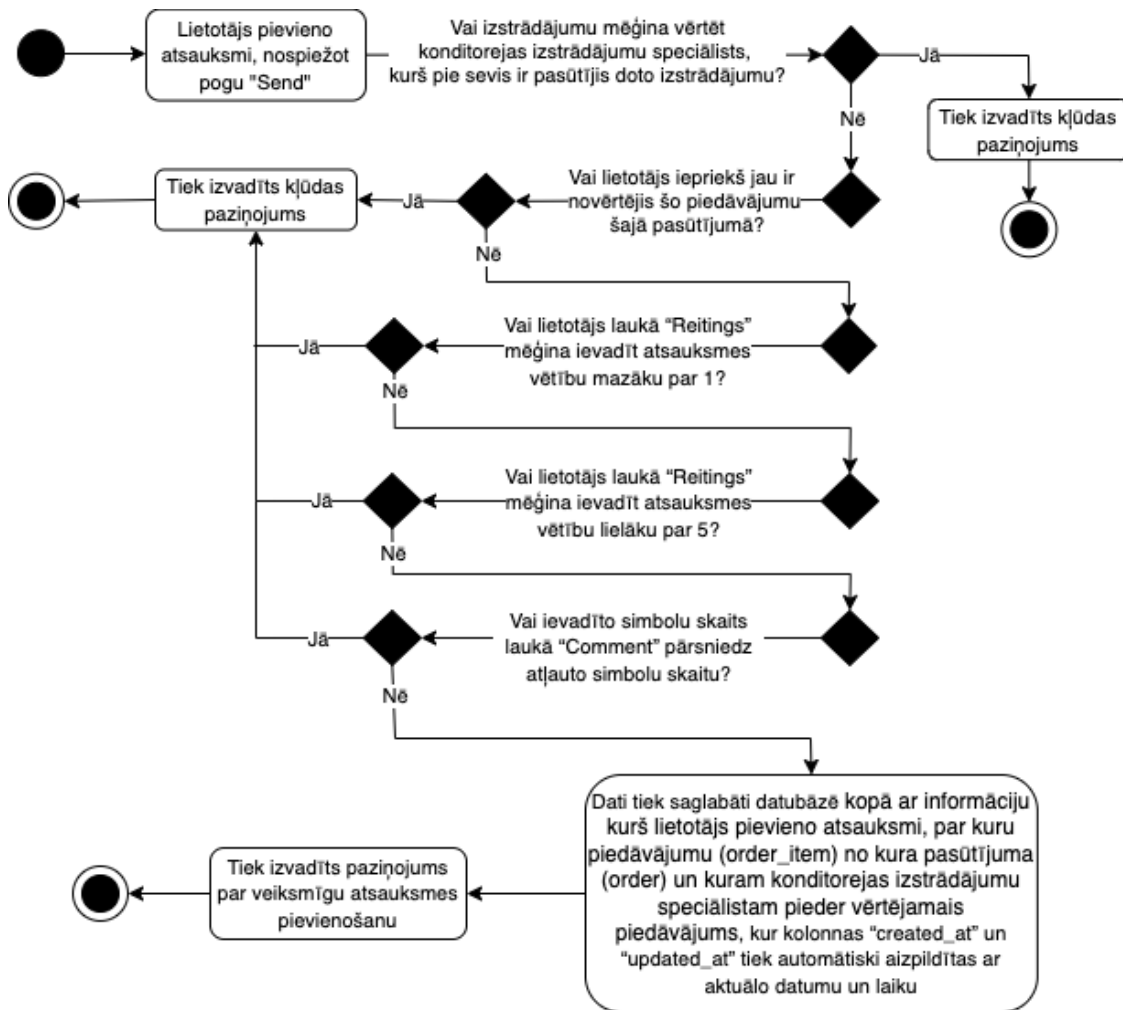 Lietotājs pievieno
atsauksmi, nospiežot
pogu "Send"
Vai izstrādājumu mēģina vērtēt
konditorejas izstrādājumu speciālists,
kurš pie sevis ir pasūtījis doto izstrādājumu?
Jā
Nē
Tiek izvadīts kļūdas
paziņojums
Vai lietotājs iepriekš jau ir
novērtējis šo piedāvājumu
šajā pasūtījumā?
Jā
Tiek izvadīts kļūdas
paziņojums
Nē
Vai lietotājs laukā “Reitings”
mēģina ievadīt atsauksmes
vētību mazāku par 1?
Jā
Nē
Vai lietotājs laukā “Reitings”
mēģina ievadīt atsauksmes
vētību lielāku par 5?
Jā
Nē
Vai ievadīto simbolu skaits
laukā “Comment” pārsniedz
atļauto simbolu skaitu?
Jā
Nē
Dati tiek saglabāti datubāzē kopā ar informāciju
kurš lietotājs pievieno atsauksmi, par kuru
piedāvājumu (order_item) no kura pasūtījuma
(order) un kuram konditorejas izstrādājumu
speciālistam pieder vērtējamais
piedāvājums, kur kolonnas “created_at” un
“updated_at” tiek automātiski aizpildītas ar
aktuālo datumu un laiku
Tiek izvadīts paziņojums
par veiksmīgu atsauksmes
pievienošanu